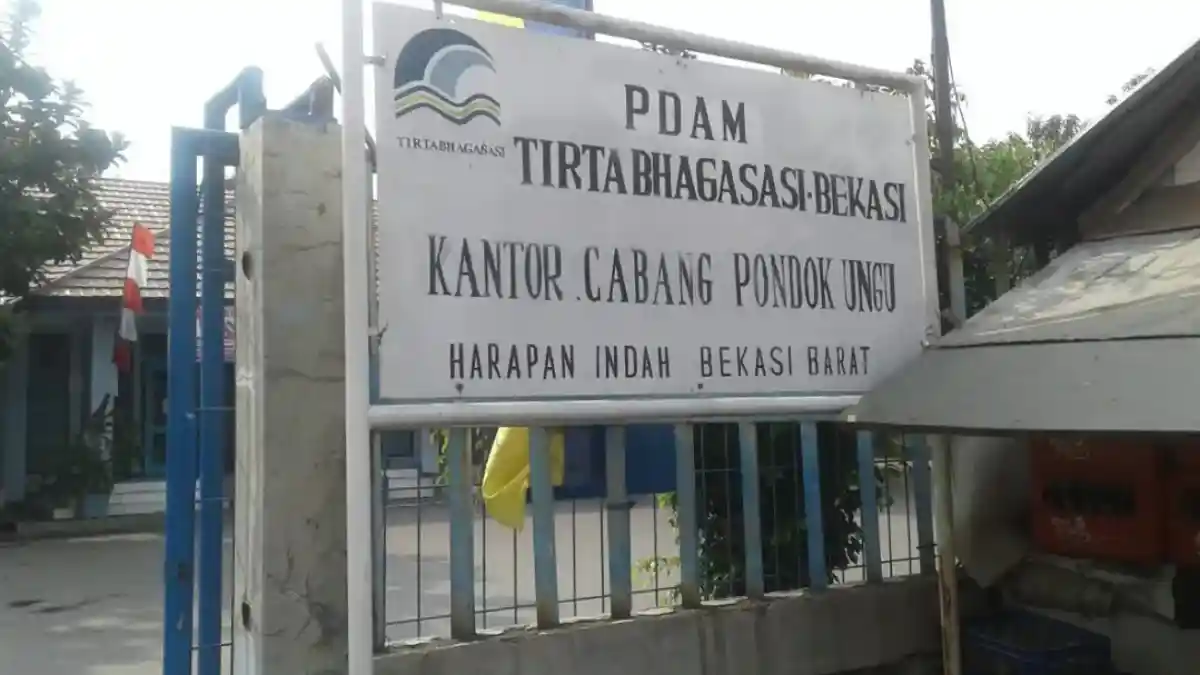 TIRTABHAGASASI
PDAM
TIRTA BHAGASASI·BEKASI
KANTOR .CABANG PONDOK UNGU
HARAPAN INDAH BEKASI BARAT